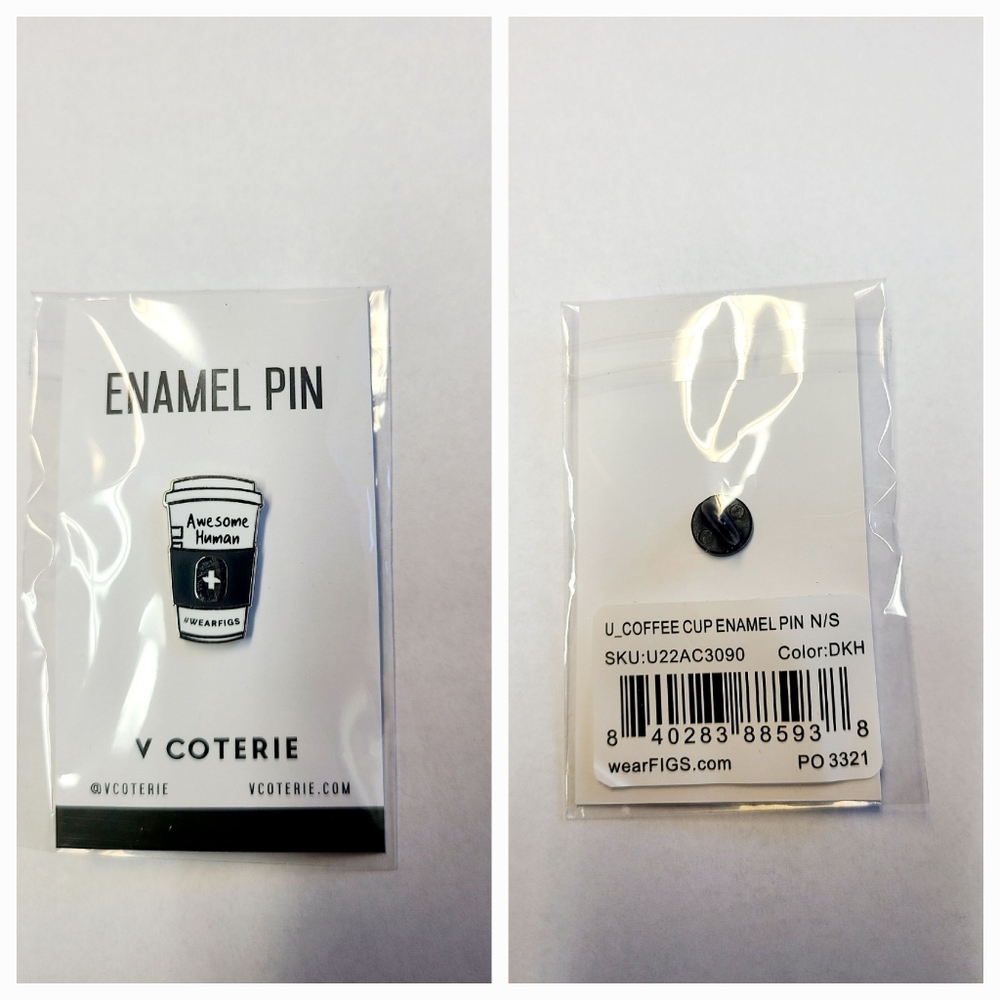 ENAMEL PIN
Awesome
Human
#WEARFIGS
V COTERIE
@VCOTERIE VCOTERIE.COM
U_COFFEE CUP ENAMEL PIN N/S
SKU:U22AC3090 Color:DKH
8 40283 88593 8
wearFIGS.com PO 3321